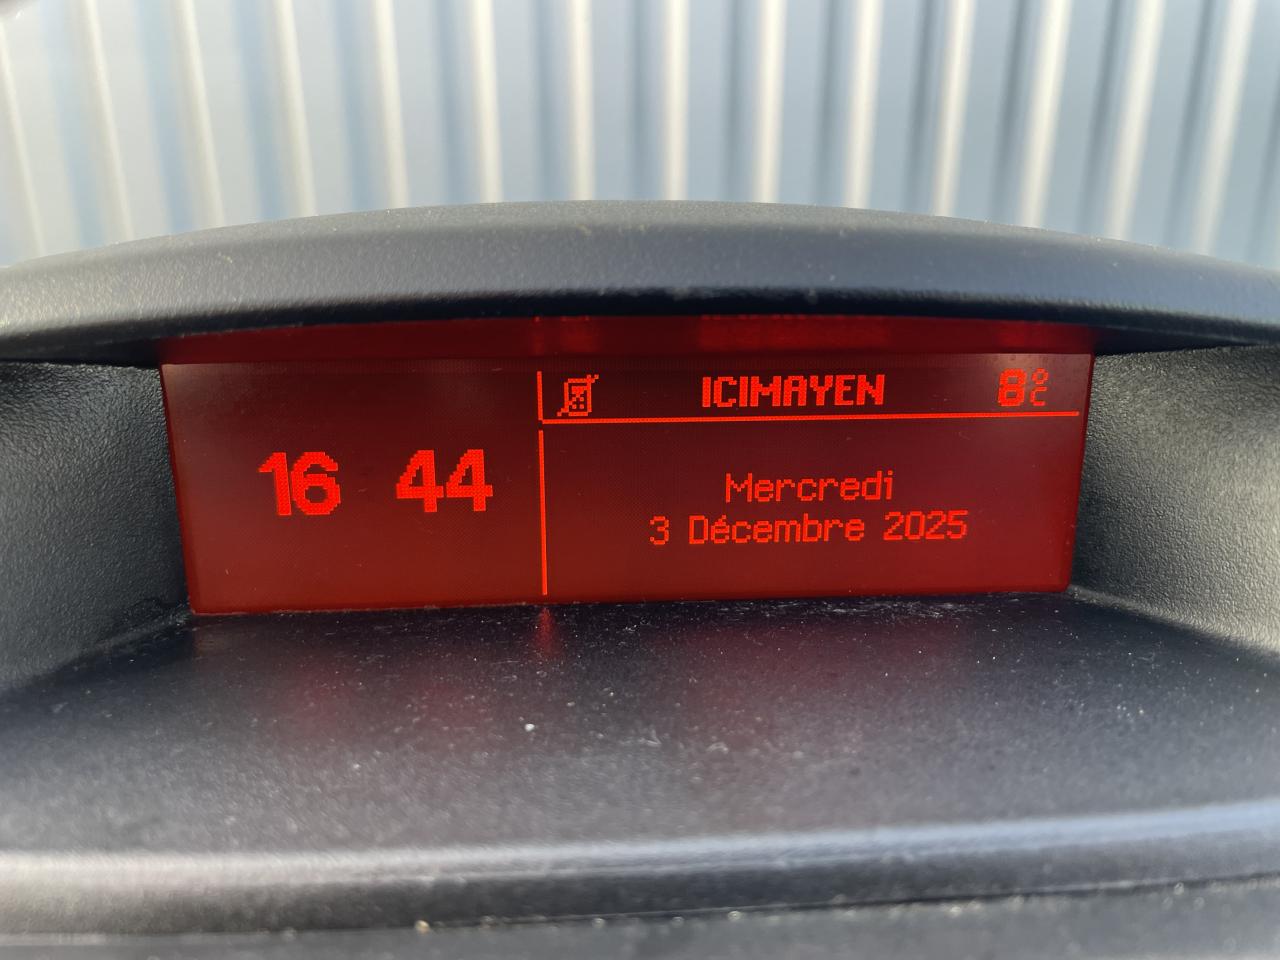 16 44
ICIMAYEN 8°C
Mercredi
3 Décembre 2025